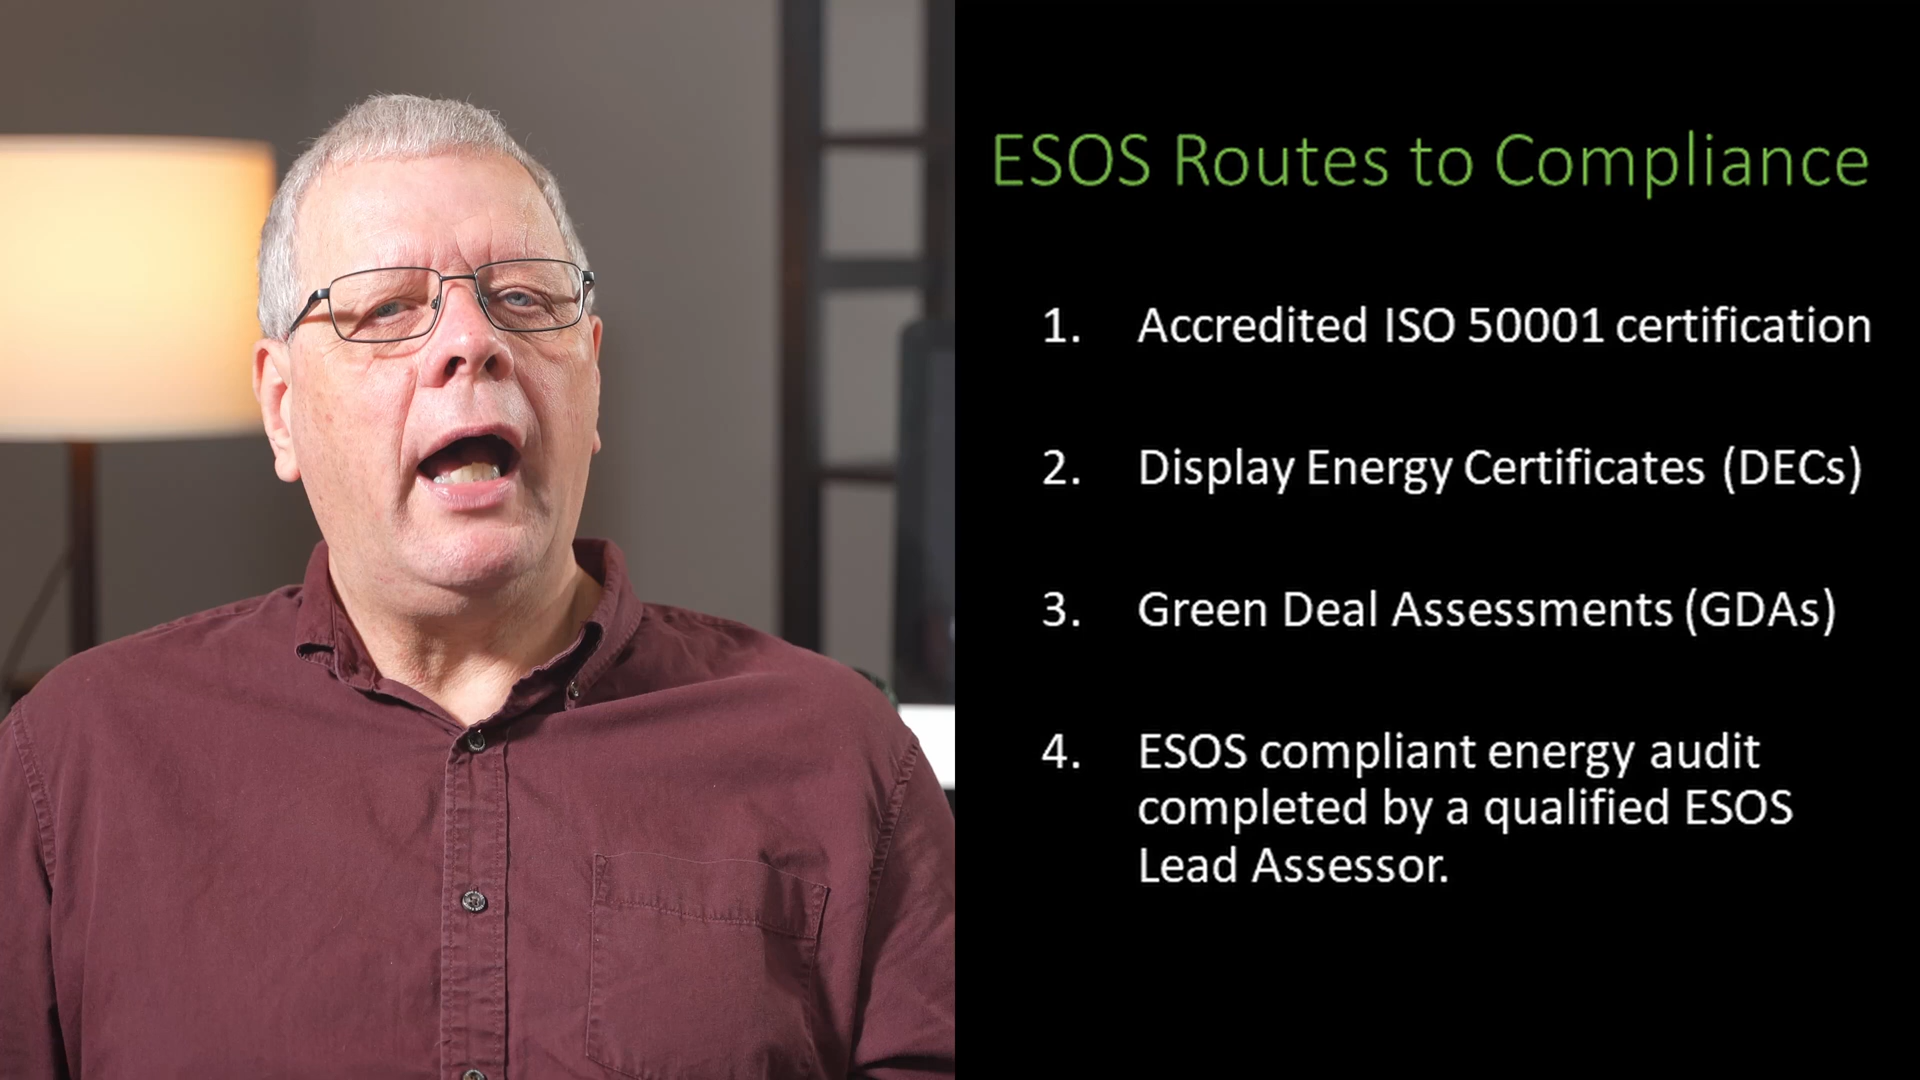 ESOS Routes to Compliance
1. Accredited ISO 50001 certification
2. Display Energy Certificates (DECs)
3. Green Deal Assessments (GDAs)
4. ESOS compliant energy audit
completed by a qualified ESOS
Lead Assessor.